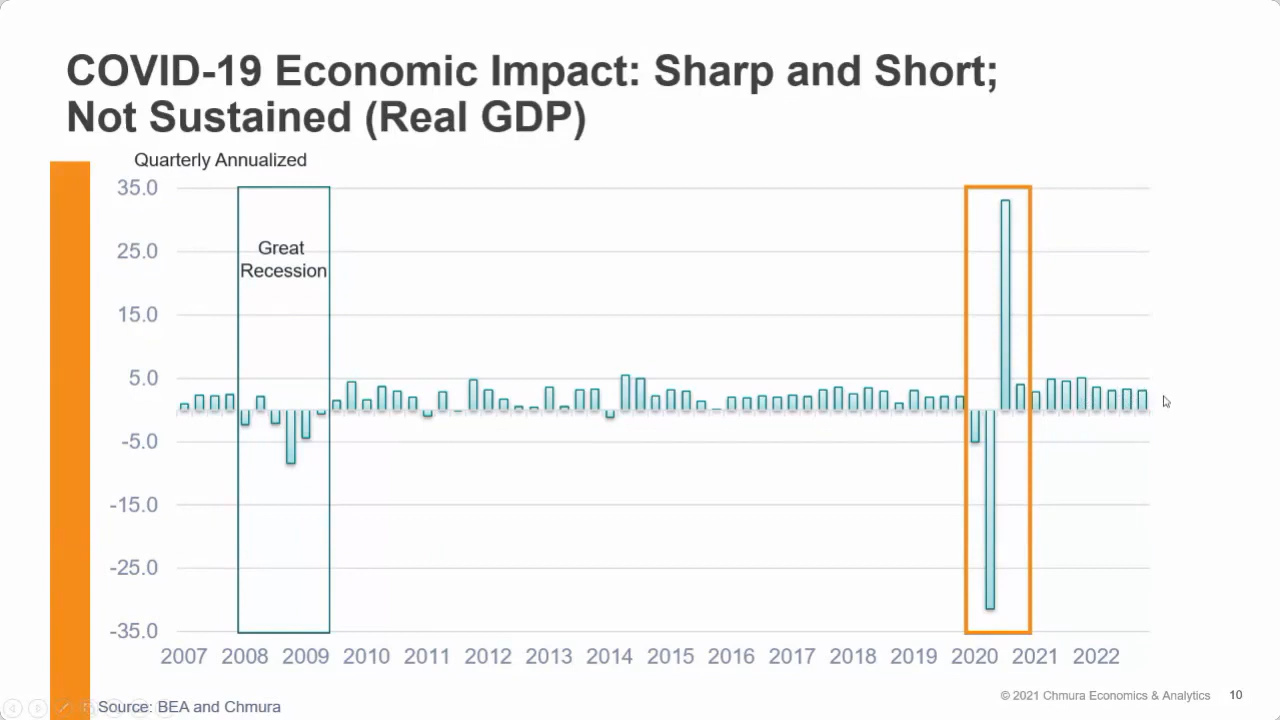 COVID-19 Economic Impact: Sharp and Short;
Not Sustained (Real GDP)
Quarterly Annualized
35.0
25.0
15.0
5.0
-5.0
-15.0
-25.0
-35.0
Great
Recession
2007 2008 2009 2010 2011 2012 2013 2014 2015 2016 2017 2018 2019 2020 2021 2022
Source: BEA and Chmura
© 2021 Chmura Economics & Analytics 10